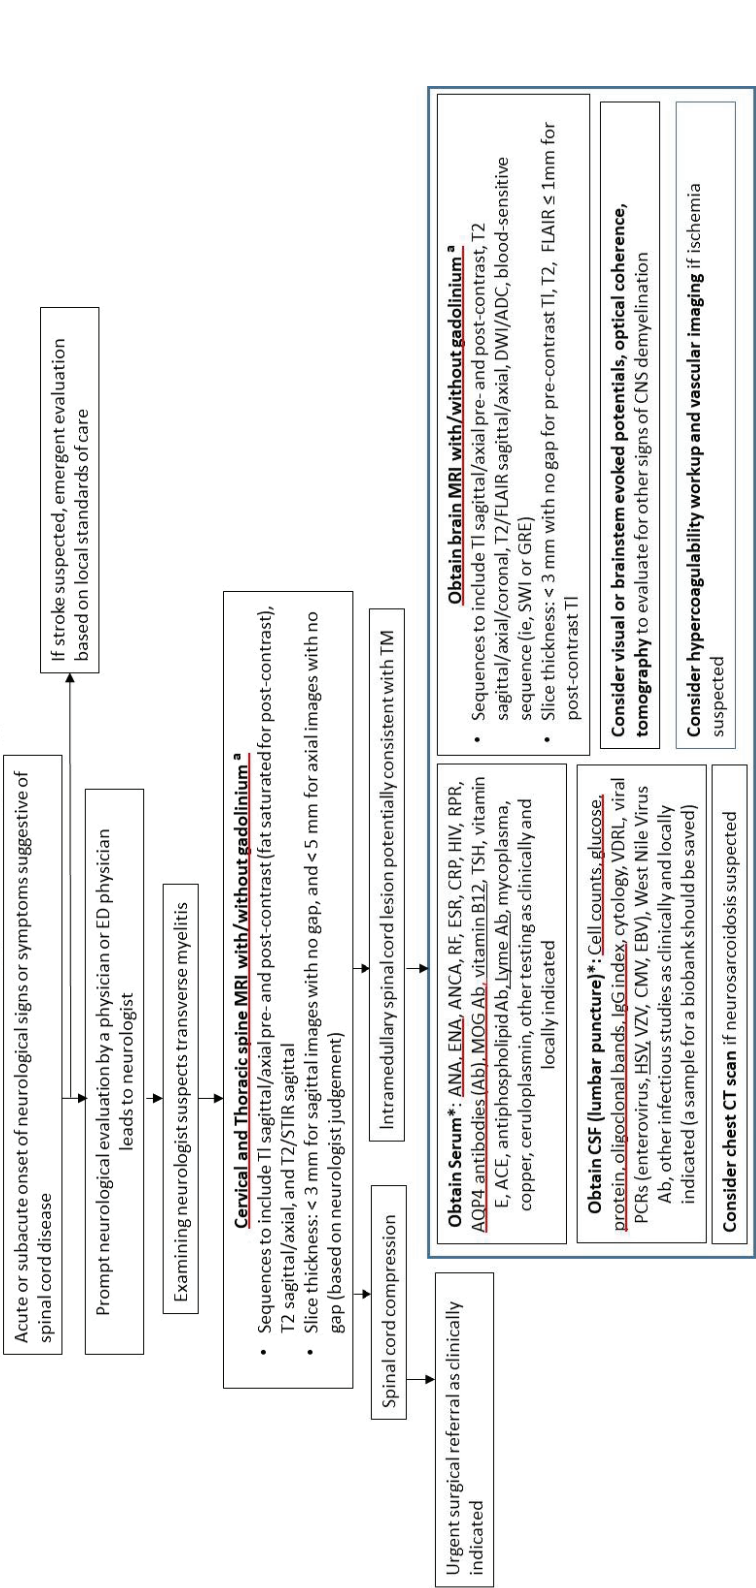 Acute or subacute onset of neurological signs or symptoms suggestive of
spinal cord disease
If stroke suspected, emergent evaluation
based on local standards of care
Prompt neurological evaluation by a physician or ED physician
leads to neurologist
Examining neurologist suspects transverse myelitis
Cervical and Thoracic spine MRI with/without gadolinium a
• Sequences to include Tl sagittal/axial pre- and post-contrast (fat saturated for post-contrast),
T2 sagittal/axial, and T2/STIR sagittal
• Slice thickness: < 3 mm for sagittal images with no gap, and < 5 mm for axial images with no
gap (based on neurologist judgement)
Spinal cord compression
Intramedullary spinal cord lesion potentially consistent with TM
Urgent surgical referral as clinically
indicated
Obtain Serum*: ANA, ENA, ANCA, RF, ESR, CRP, HIV, RPR,
AQP4 antibodies (Ab), MOG Ab, vitamin B12, TSH, vitamin
E, ACE, antiphospholipid Ab, Lyme Ab, mycoplasma,
copper, ceruloplasmin, other testing as clinically and
locally indicated
Obtain CSF (lumbar puncture)*: Cell counts, glucose,
protein, oligoclonal bands, IgG index, cytology, VDRL, viral
PCRs (enterovirus, HSV, VZV, CMV, EBV), West Nile Virus
Ab, other infectious studies as clinically and locally
indicated (a sample for a biobank should be saved)
Consider chest CT scan if neurosarcoidosis suspected
Obtain brain MRI with/without gadolinium a
• Sequences to include Tl sagittal/axial pre- and post-contrast, T2
sagittal/axial/coronal, T2/FLAIR sagittal/axial, DWI/ADC, blood-sensitive
sequence (ie, SWI or GRE)
• Slice thickness: < 3 mm with no gap for pre-contrast Tl, T2, FLAIR ≤ 1mm for
post-contrast Tl
Consider visual or brainstem evoked potentials, optical coherence,
tomography to evaluate for other signs of CNS demyelination
Consider hypercoagulability workup and vascular imaging if ischemia
suspected